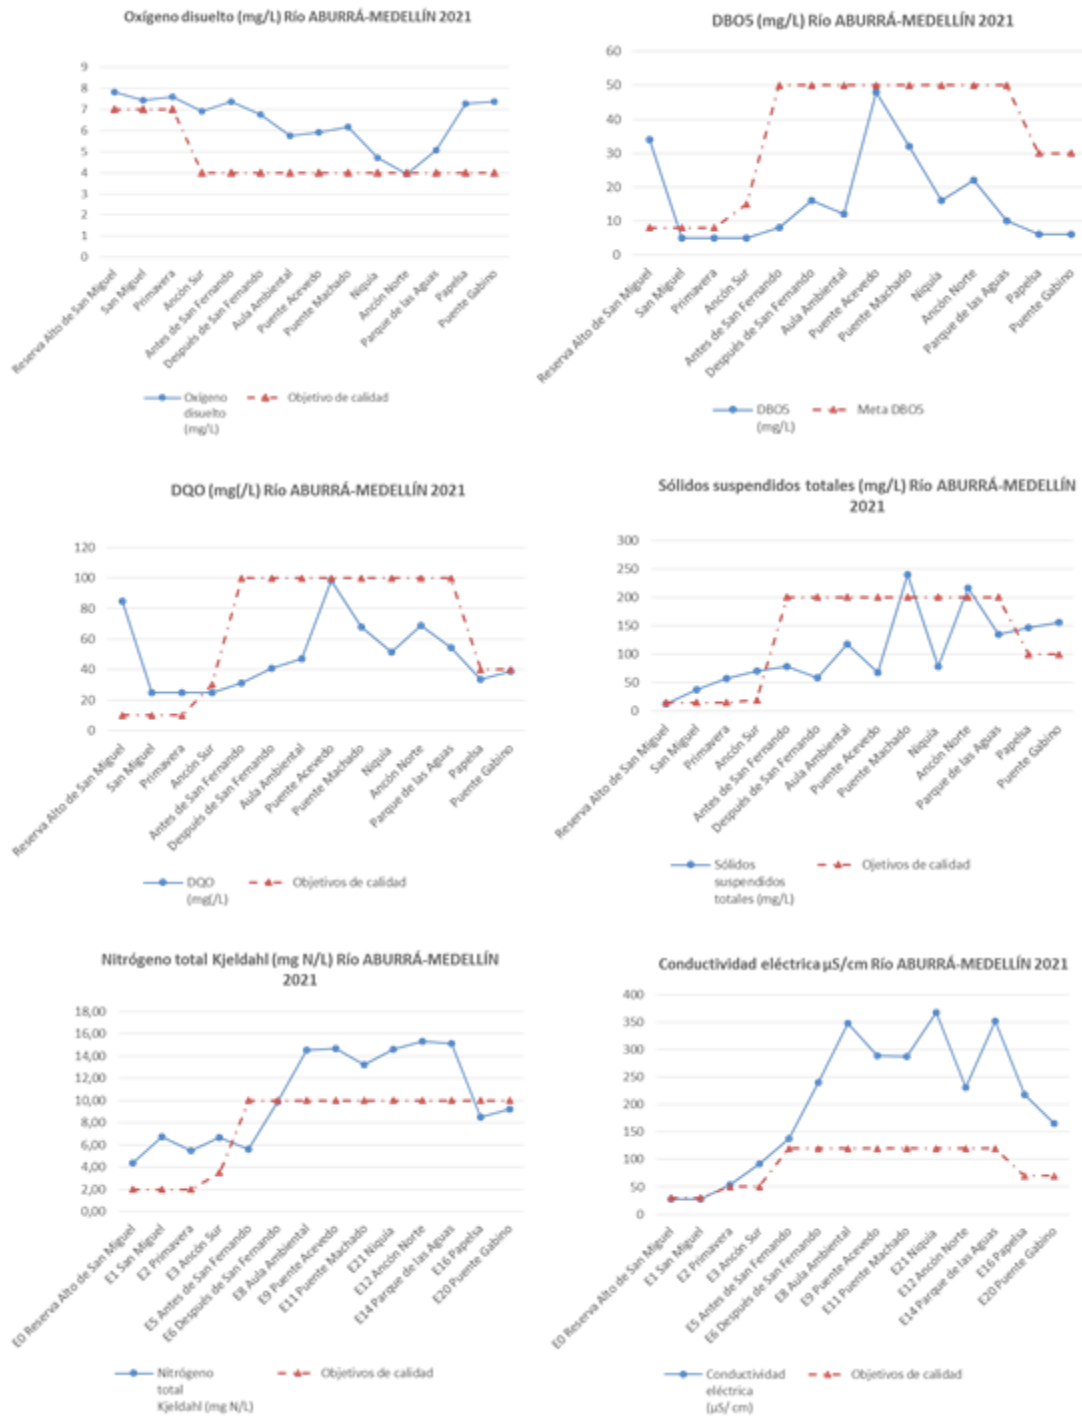 Oxígeno disuelto (mg/L) Río ABURRÁ-MEDELLÍN 2021
9
8
7
6
5
4
3
2
1
0
Reserva Alto de San Miguel
San Miguel
Primavera
Ancón Sur
Antes de San Fernando
Después de San Fernando
Aula Ambiental
Puente Acevedo
Puente Machado
Niquía
Ancón Norte
Parque de las Aguas
Papelsa
Puente Gabino
Oxígeno
disuelto
(mg/L)
Objetivo de calidad
DBO5 (mg/L) Río ABURRÁ-MEDELLÍN 2021
60
50
40
30
20
10
0
Reserva Alto de San Miguel
San Miguel
Primavera
Ancón Sur
Antes de San Fernando
Después de San Fernando
Aula Ambiental
Puente Acevedo
Puente Machado
Niquía
Ancón Norte
Parque de las Aguas
Papelsa
Puente Gabino
DBO5
(mg/L)
Meta DBO5
DQO (mg(/L) Río ABURRÁ-MEDELLÍN 2021
120
100
80
60
40
20
0
Reserva Alto de San Miguel
San Miguel
Primavera
Ancón Sur
Antes de San Fernando
Después de San Fernando
Aula Ambiental
Puente Acevedo
Puente Machado
Niquía
Ancón Norte
Parque de las Aguas
Papelsa
Puente Gabino
DQO
(mg(/L)
Objetivos de calidad
Sólidos suspendidos totales (mg/L) Río ABURRÁ-MEDELLÍN
2021
300
250
200
150
100
50
0
Reserva Alto de San Miguel
San Miguel
Primavera
Ancón Sur
Antes de San Fernando
Después de San Fernando
Aula Ambiental
Puente Acevedo
Puente Machado
Niquía
Ancón Norte
Parque de las Aguas
Papelsa
Puente Gabino
Sólidos
suspendidos
totales (mg/L)
Ojetivos de calidad
Nitrógeno total Kjeldahl (mg N/L) Río ABURRÁ-MEDELLÍN
2021
18,00
16,00
14,00
12,00
10,00
8,00
6,00
4,00
2,00
0,00
E0 Reserva Alto de San Miguel
E1 San Miguel
E2 Primavera
E3 Ancón Sur
E5 Antes de San Fernando
E6 Después de San Fernando
E8 Aula Ambiental
E9 Puente Acevedo
E11 Puente Machado
E21 Niquía
E12 Ancón Norte
E14 Parque de las Aguas
E16 Papelsa
E20 Puente Gabino
Nitrógeno
total
Kjeldahl (mg N/L)
Objetivos de calidad
Conductividad eléctrica µS/cm Río ABURRÁ-MEDELLÍN 2021
400
350
300
250
200
150
100
50
0
E0 Reserva Alto de San Miguel
E1 San Miguel
E2 Primavera
E3 Ancón Sur
E5 Antes de San Fernando
E6 Después de San Fernando
E8 Aula Ambiental
E9 Puente Acevedo
E11 Puente Machado
E21 Niquía
E12 Ancón Norte
E14 Parque de las Aguas
E16 Papelsa
E20 Puente Gabino
Conductividad
eléctrica
(µS/ cm)
Objetivos de calidad